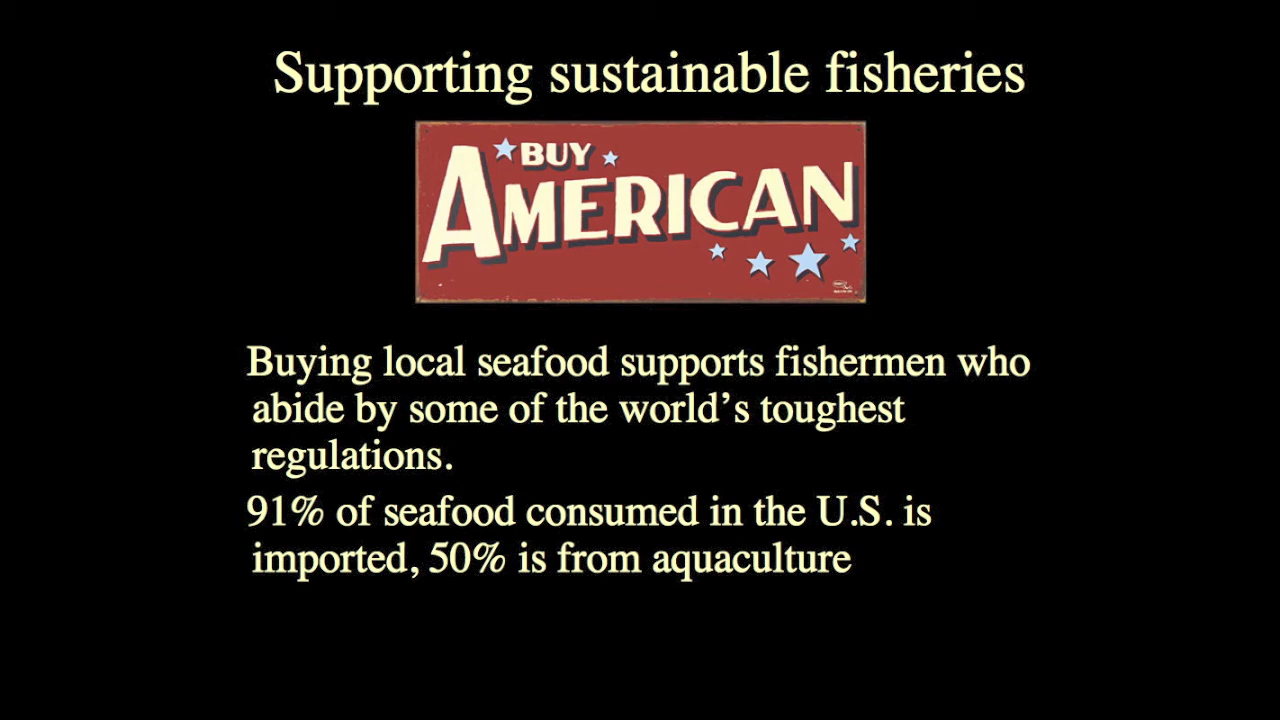 Supporting sustainable fisheries
BUY
AMERICAN
Buying local seafood supports fishermen who
abide by some of the world’s toughest
regulations.
91% of seafood consumed in the U.S. is
imported, 50% is from aquaculture